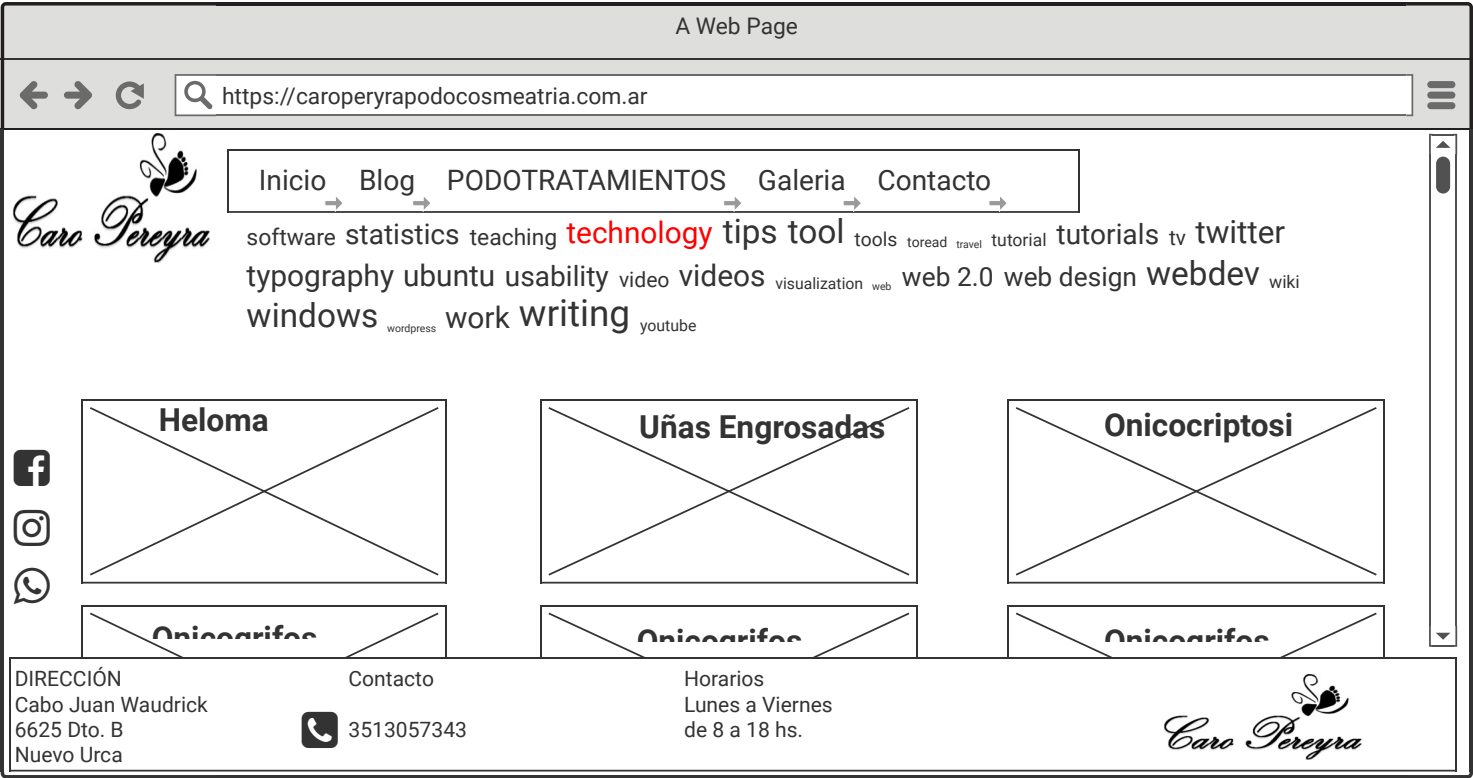 A Web Page
https://caroperyrapodocosmeatria.com.ar
Caro Pereyra
Inicio Blog PODOTRATAMIENTOS Galeria Contacto
software statistics teaching technology tips tool tools toread travel tutorial tutorials tv twitter
typography ubuntu usability video videos visualization web web 2.0 web design webdev wiki
windows wordpress work writing youtube
Heloma
Uñas Engrosadas
Onicocriptosi
Onicogrifos
Onicogrifos
Onicogrifos
DIRECCIÓN
Cabo Juan Waudrick
6625 Dto. B
Nuevo Urca
Contacto
3513057343
Horarios
Lunes a Viernes
de 8 a 18 hs.
Caro Pereyra